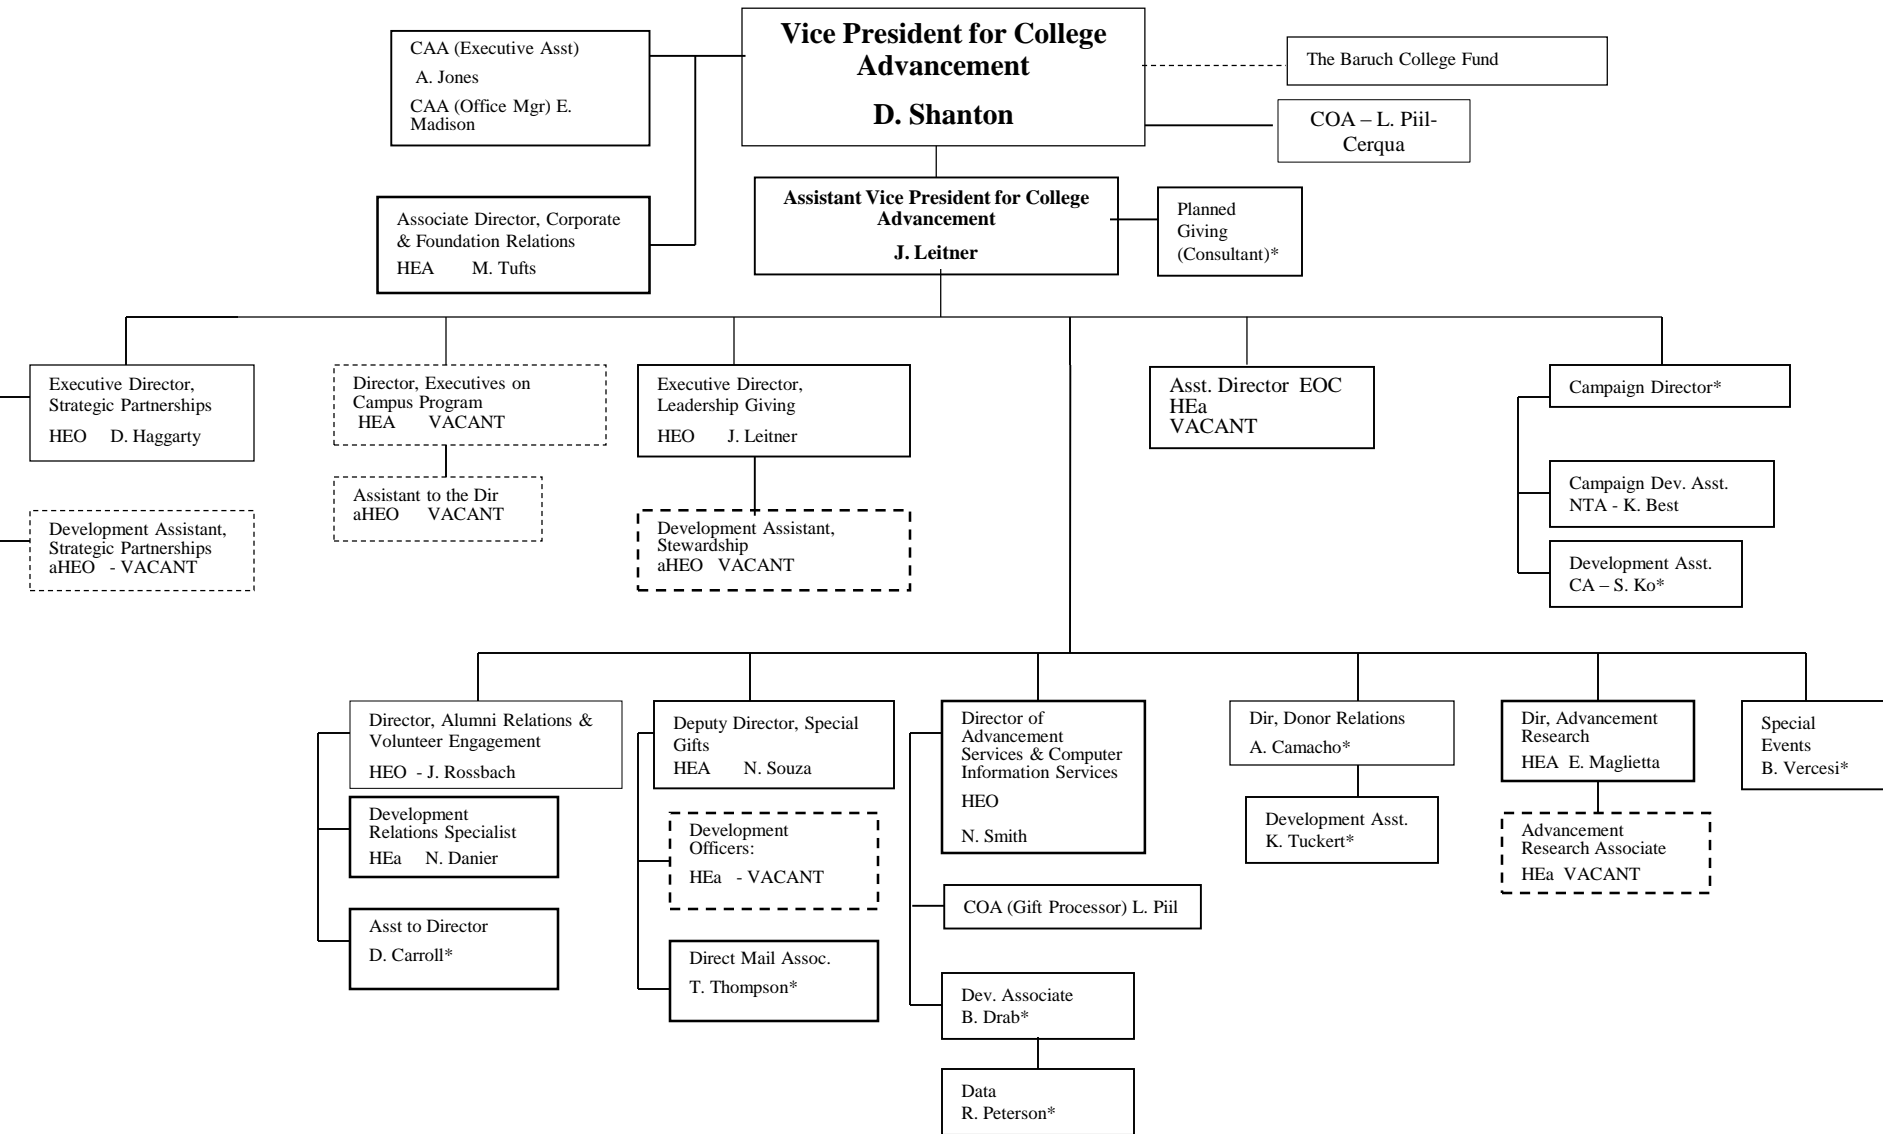 Vice President for College
Advancement
D. Shanton
CAA (Executive Asst)
A. Jones
CAA (Office Mgr) E.
Madison
The Baruch College Fund
COA – L. Piil-
Cerqua
Associate Director, Corporate
& Foundation Relations
HEA M. Tufts
Assistant Vice President for College
Advancement
J. Leitner
Planned
Giving
(Consultant)*
Executive Director,
Strategic Partnerships
HEO D. Haggarty
Director, Executives on
Campus Program
HEA VACANT
Executive Director,
Leadership Giving
HEO J. Leitner
Asst. Director EOC
HEa
VACANT
Campaign Director*
Development Assistant,
Strategic Partnerships
aHEO - VACANT
Assistant to the Dir
aHEO VACANT
Development Assistant,
Stewardship
aHEO VACANT
Campaign Dev. Asst.
NTA - K. Best
Development Asst.
CA – S. Ko*
Director, Alumni Relations &
Volunteer Engagement
HEO - J. Rossbach
Development
Relations Specialist
HEa N. Danier
Asst to Director
D. Carroll*
Deputy Director, Special
Gifts
HEA N. Souza
Development
Officers:
HEa - VACANT
Direct Mail Assoc.
T. Thompson*
Director of
Advancement
Services & Computer
Information Services
HEO
N. Smith
COA (Gift Processor) L. Piil
Dev. Associate
B. Drab*
Data
R. Peterson*
Dir, Donor Relations
A. Camacho*
Development Asst.
K. Tuckert*
Dir, Advancement
Research
HEA E. Maglietta
Advancement
Research Associate
HEa VACANT
Special
Events
B. Vercesi*